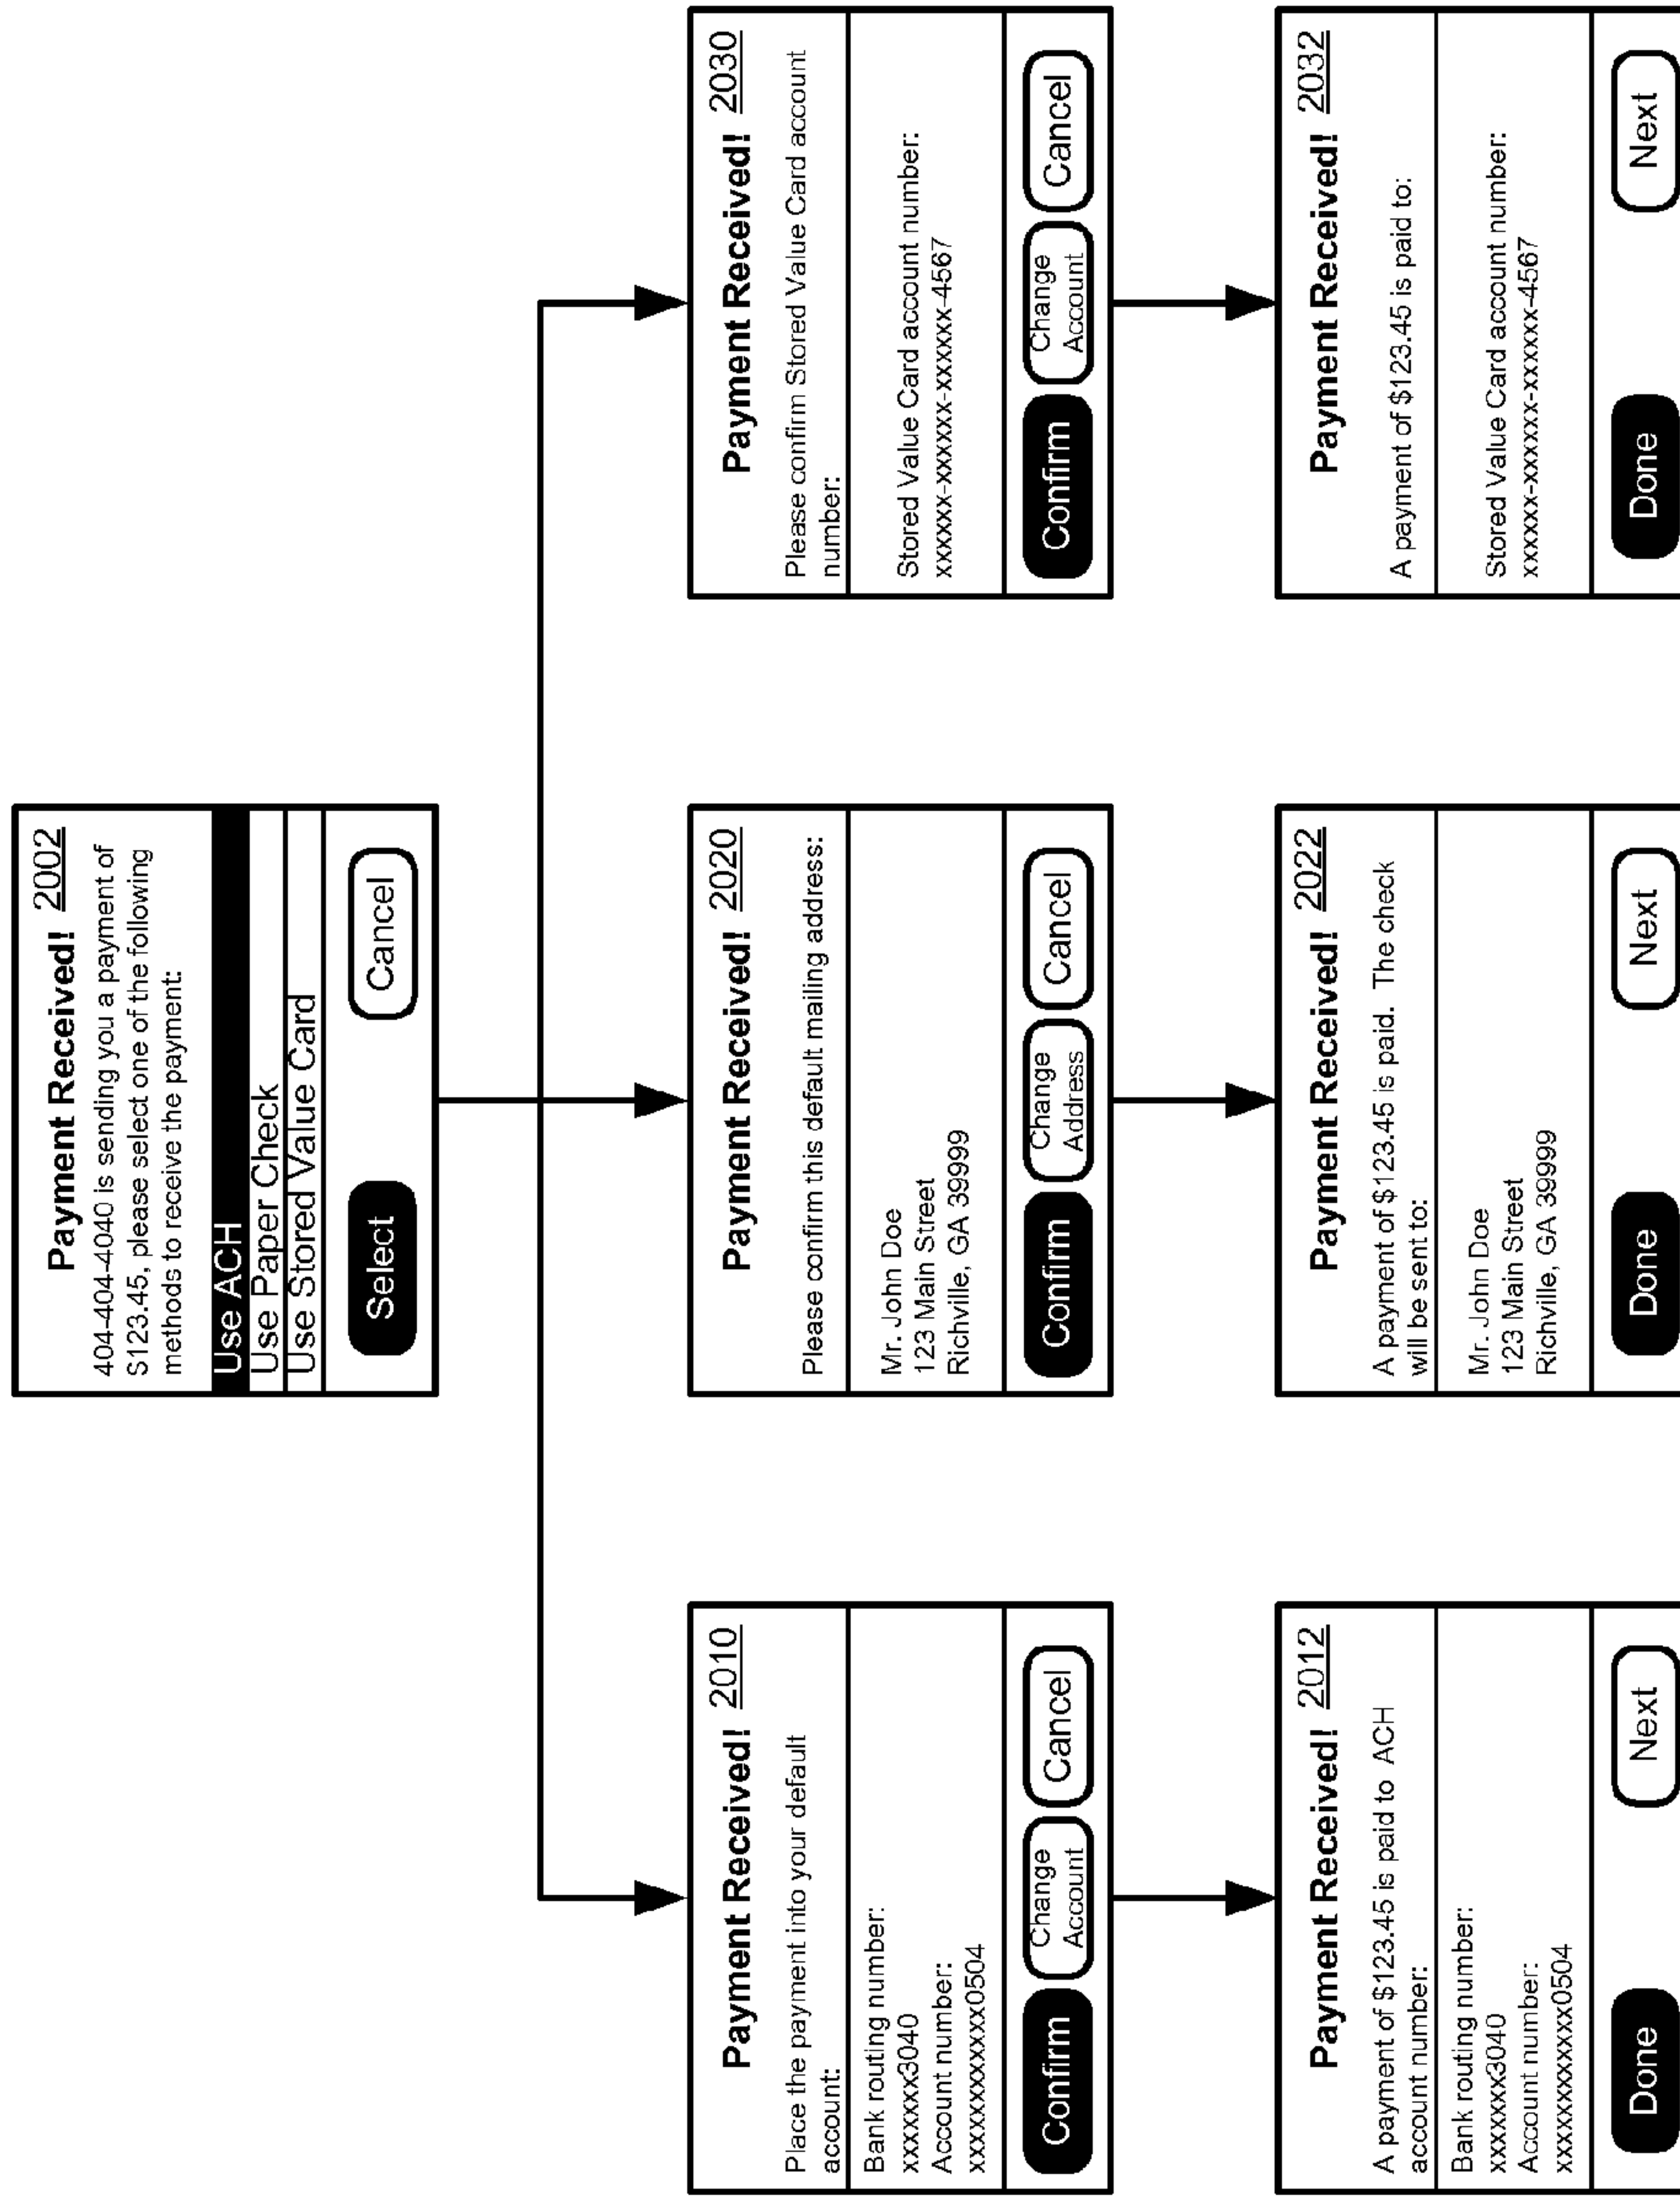 Payment Received! 2002
404-404-4040 is sending you a payment of
$123.45, please select one of the following
methods to receive the payment:
Use ACH
Use Paper Check
Use Stored Value Card
Select Cancel
Payment Received! 2010
Place the payment into your default
account:
Bank routing number:
xxxxxxx3040
Account number:
xxxxxxxxxxxx0504
Confirm Change Account Cancel
Payment Received! 2020
Please confirm this default mailing address:
Mr. John Doe
123 Main Street
Richville, GA 39999
Confirm Change Address Cancel
Payment Received! 2030
Please confirm Stored Value Card account
number:
Stored Value Card account number:
xxxxxx-xxxxxx-xxxxxx-xxxxxx-4567
Confirm Change Account Cancel
Payment Received! 2012
A payment of $123.45 is paid to ACH
account number:
Bank routing number:
xxxxxxx3040
Account number:
xxxxxxxxxxxx0504
Done Next
Payment Received! 2022
A payment of $123.45 is paid. The check
will be sent to:
Mr. John Doe
123 Main Street
Richville, GA 39999
Done Next
Payment Received! 2032
A payment of $123.45 is paid to:
Stored Value Card account number:
xxxxxx-xxxxxx-xxxxxx-xxxxxx-4567
Done Next